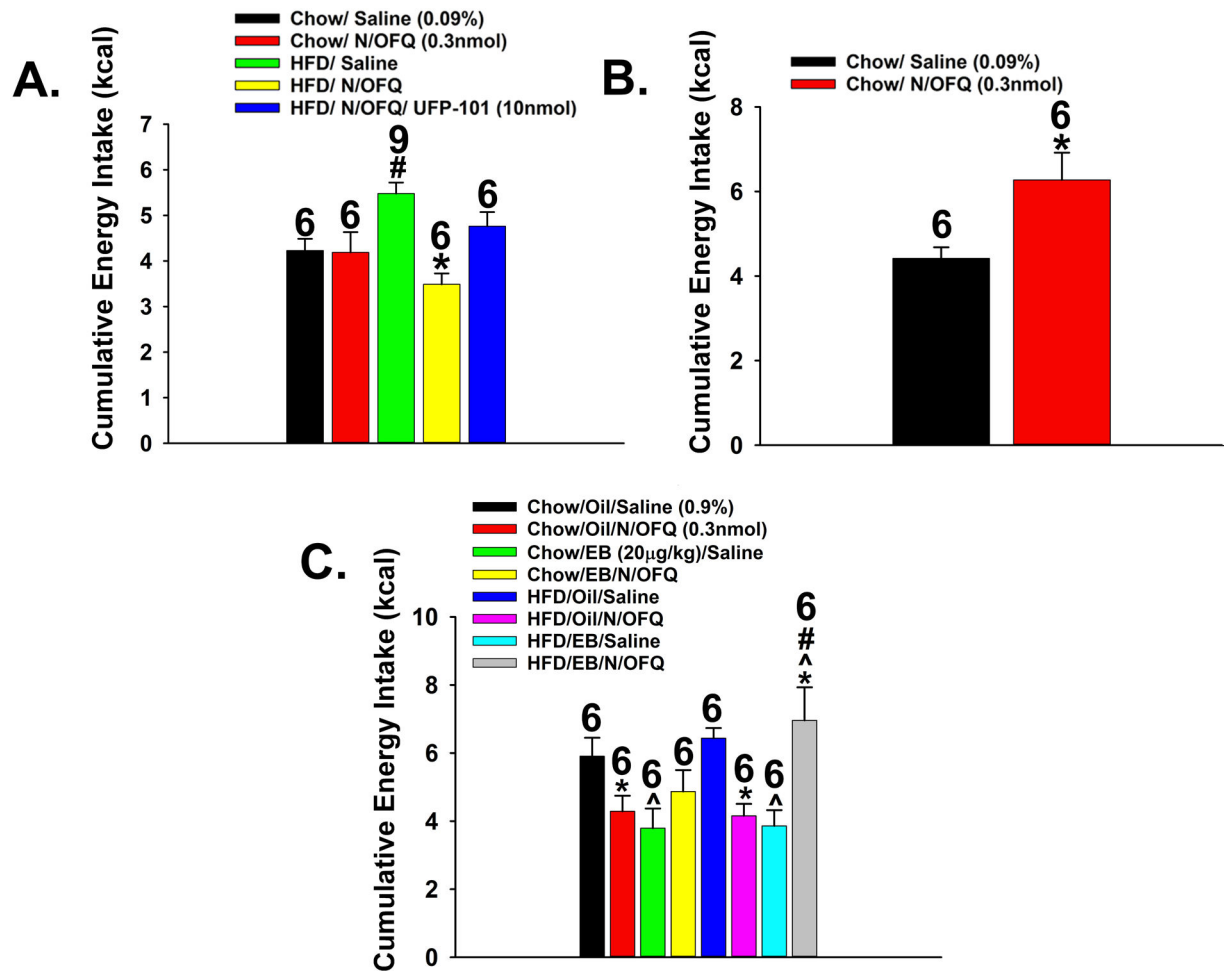 A.
Chow/ Saline (0.09%)
Chow/ N/OFQ (0.3nmol)
HFD/ Saline
HFD/ N/OFQ
HFD/ N/OFQ/ UFP-101 (10nmol)
Cumulative Energy Intake (kcal)
7
6
5
4
3
2
1
0
6
6
9
#
6
*
6
B.
Chow/ Saline (0.09%)
Chow/ N/OFQ (0.3nmol)
Cumulative Energy Intake (kcal)
8
6
4
2
0
6
6
*
C.
Chow/Oil/Saline (0.9%)
Chow/Oil/N/OFQ (0.3nmol)
Chow/EB (20µg/kg)/Saline
Chow/EB/N/OFQ
HFD/Oil/Saline
HFD/Oil/N/OFQ
HFD/EB/Saline
HFD/EB/N/OFQ
Cumulative Energy Intake (kcal)
10
8
6
4
2
0
6
6
*
6
^
6
6
6
*
6
^
6
#
^
*